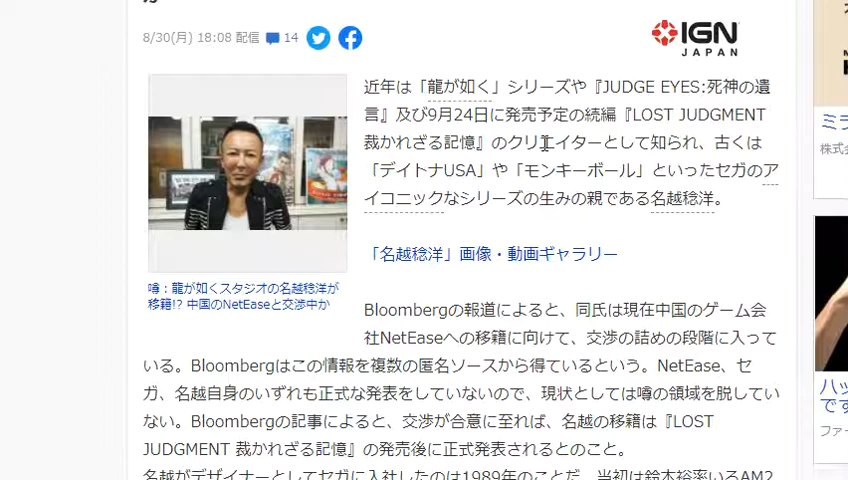 8/30(月) 18:08 配信 14
IGN
JAPAN
近年は「龍が如く」シリーズや『JUDGE EYES:死神の遺
言』及び9月24日に発売予定の続編『LOST JUDGMENT
裁かれざる記憶』のクリエイターとして知られ、古くは
「デイトナUSA」や「モンキーボール」といったセガのア
イコニックなシリーズの生みの親である名越稔洋。
「名越稔洋」画像・動画ギャラリー
噂：龍が如くスタジオの名越稔洋が
移籍!? 中国のNetEaseと交渉中か
Bloombergの報道によると、同氏は現在中国のゲーム会
社NetEaseへの移籍に向けて、交渉の詰めの段階に入って
いる。Bloombergはこの情報を複数の匿名ソースから得ているという。NetEase、セ
ガ、名越自身のいずれも正式な発表をしていないので、現状としては噂の領域を脱してい
ない。Bloombergの記事によると、交渉が合意に至れば、名越の移籍は『LOST
JUDGMENT 裁かれざる記憶』の発売後に正式発表されるとのこと。
名越がデザイナーとしてセガに入社したのは1989年のことだ。当初は鈴木裕率いるAM2
ミラ
株式会
ハッ
です
ファー